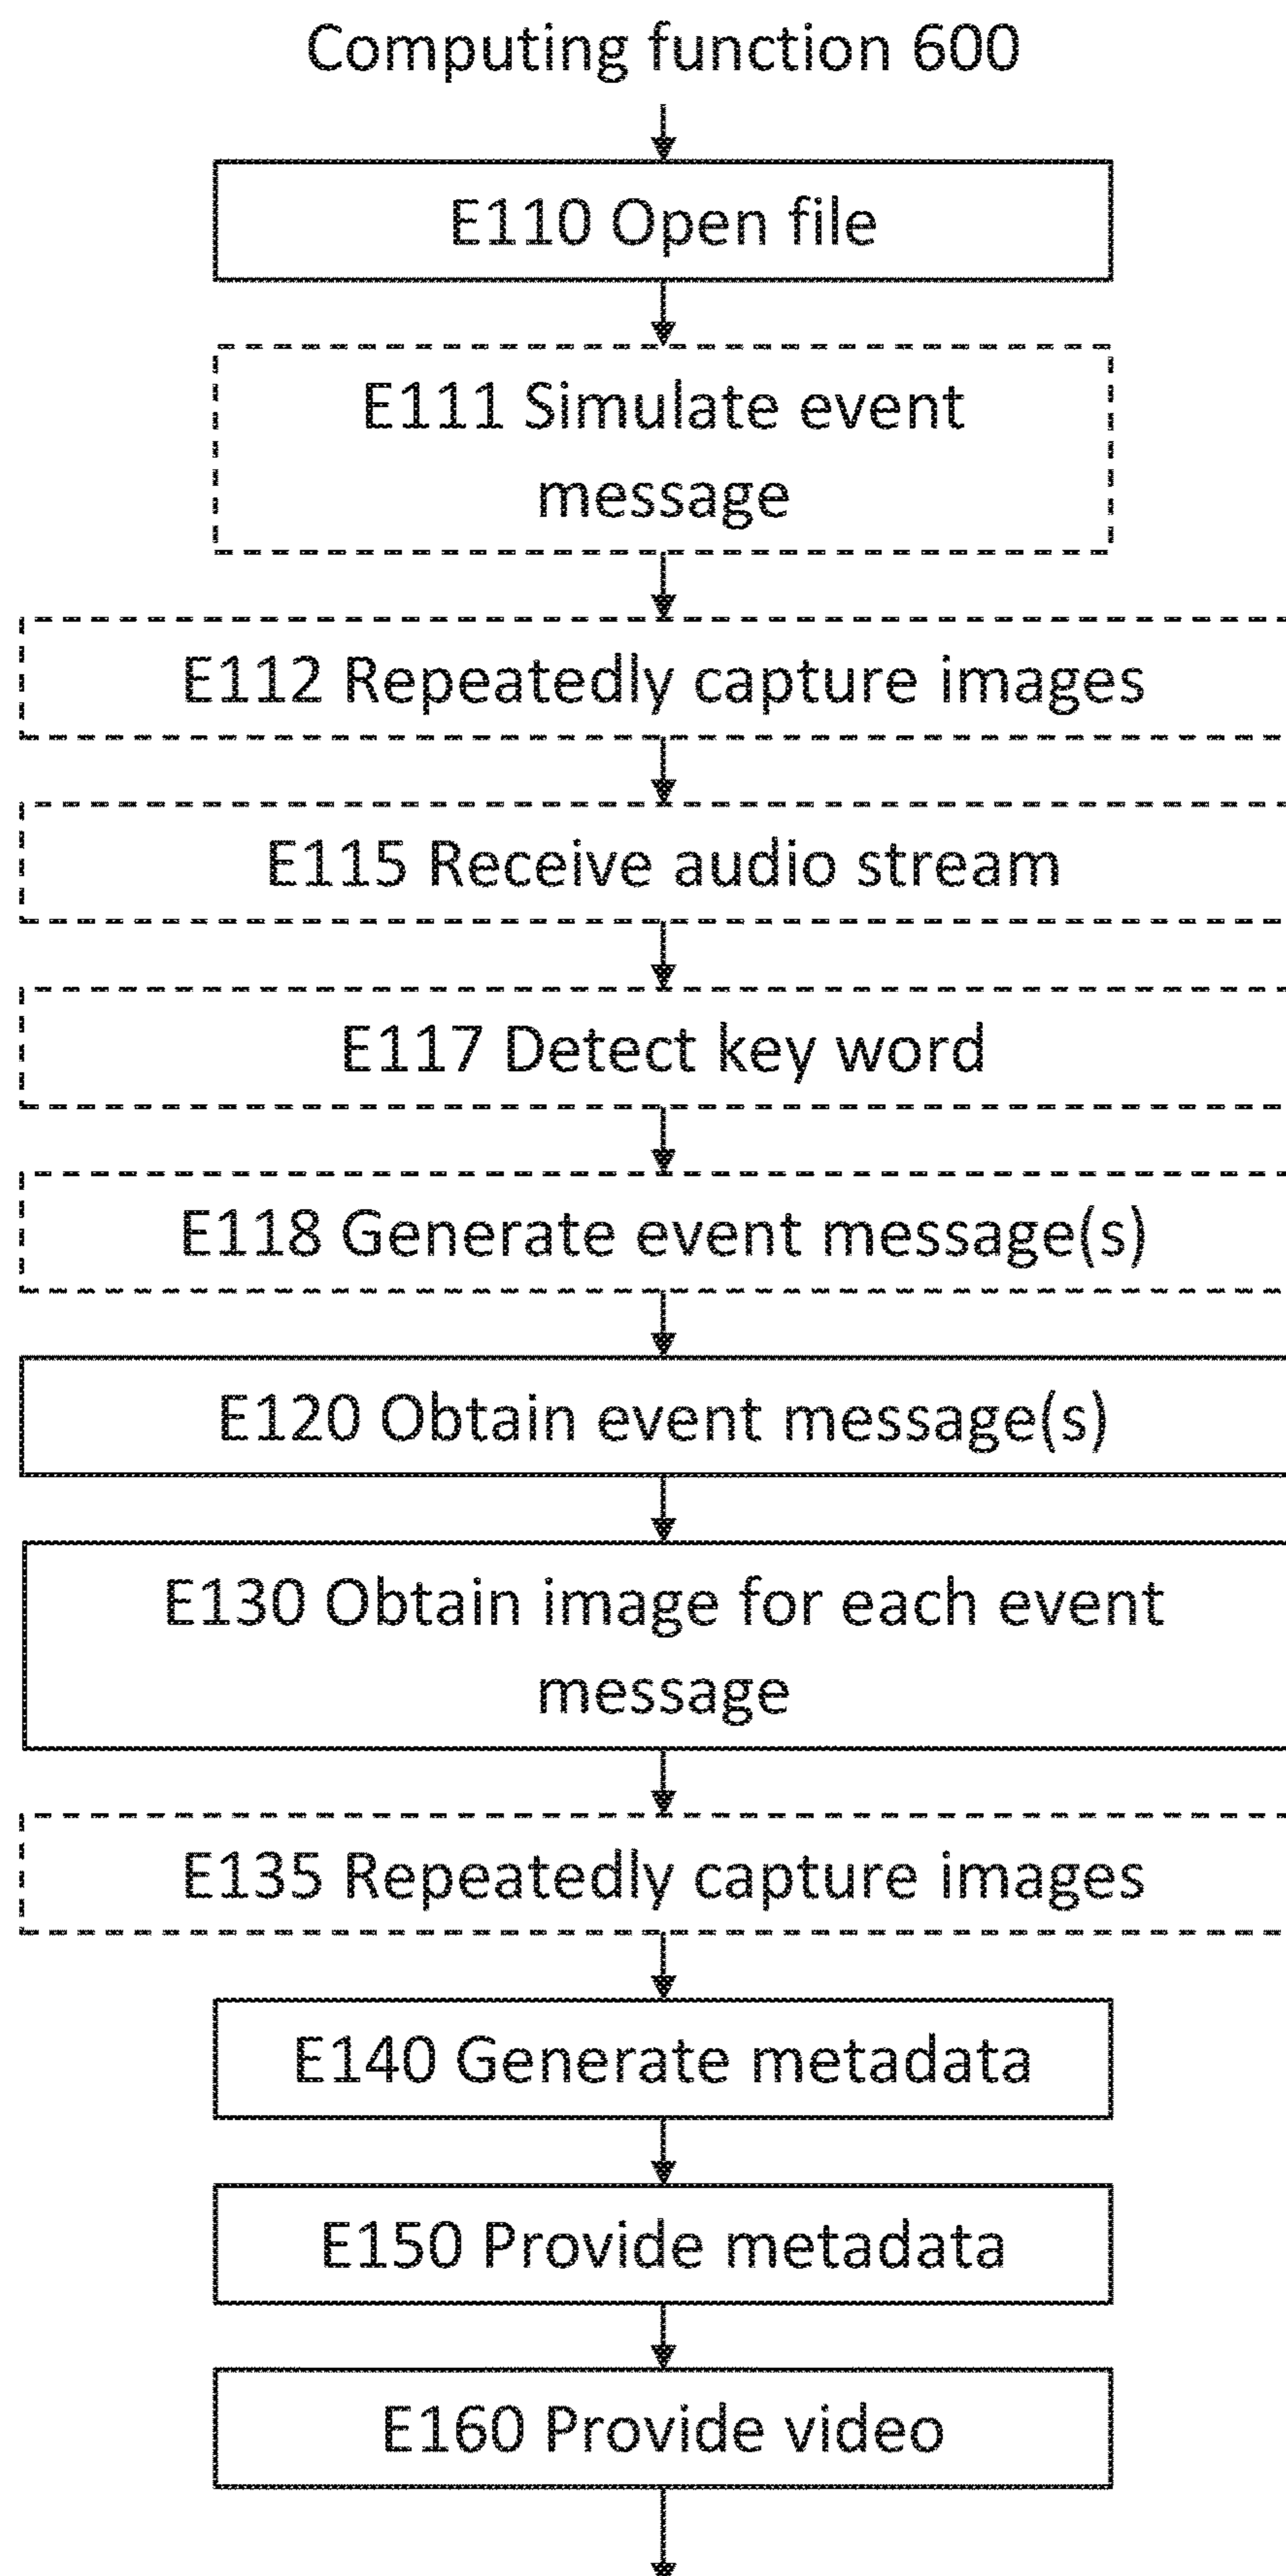 Computing function 600
E110 Open file
E111 Simulate event
message
E112 Repeatedly capture images
E115 Receive audio stream
E117 Detect key word
E118 Generate event message(s)
E120 Obtain event message(s)
E130 Obtain image for each event
message
E135 Repeatedly capture images
E140 Generate metadata
E150 Provide metadata
E160 Provide video